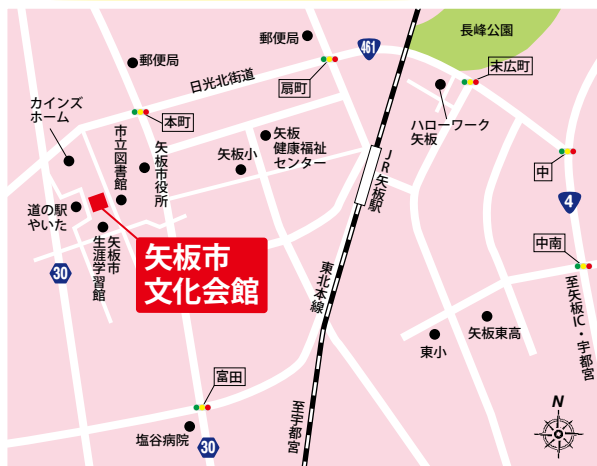 長峰公園
郵便局
461
郵便局
日光北街道
扇町
末広町
カインズ
ホーム
本町
市立図書館
矢板市役所
矢板小
矢板
健康福祉
センター
ハローワーク
矢板
JR矢板駅
中
4
道の駅
やいた
矢板市
生涯学習館
矢板市
文化会館
30
東北本線
中南
至矢板IC・宇都宮
矢板東高
東小
富田
至宇都宮
塩谷病院
30
N